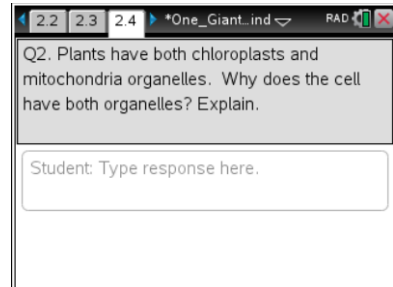 2.2 2.3 2.4 *One_Giant…ind RAD
Q2. Plants have both chloroplasts and
mitochondria organelles. Why does the cell
have both organelles? Explain.
Student: Type response here.